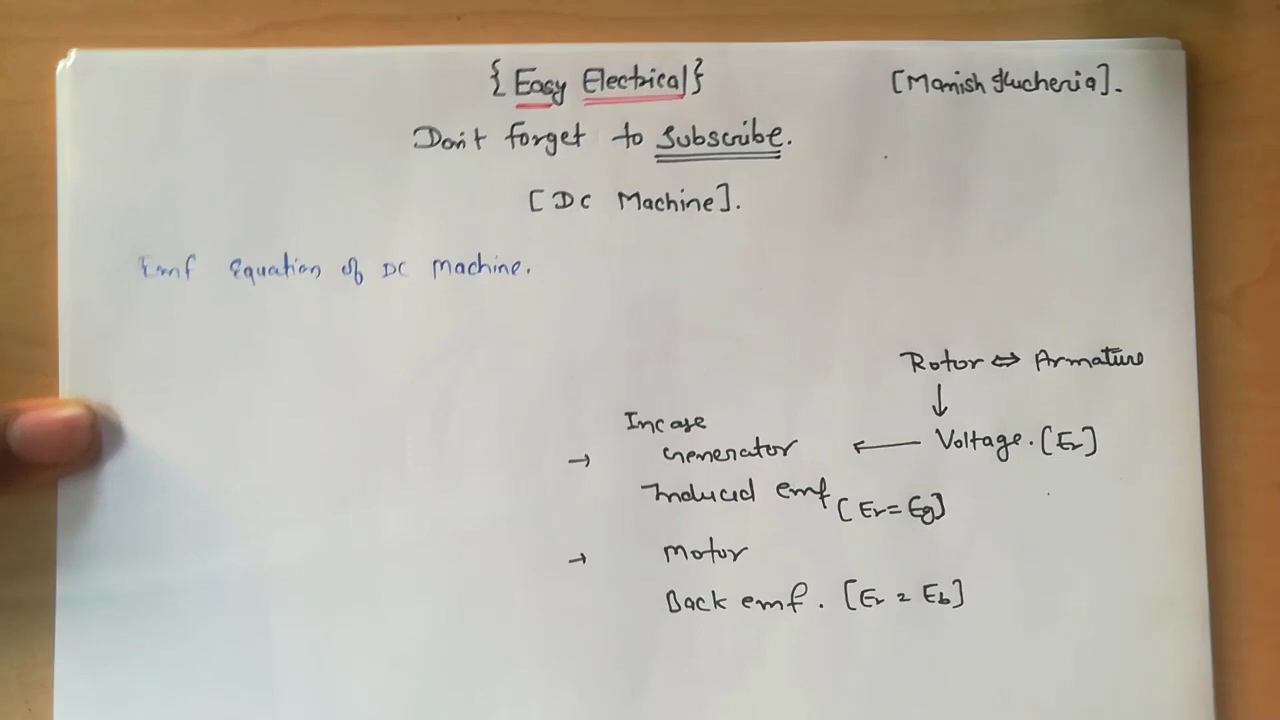 {Easy Electrical}
[Manish Kucheria].
Don't forget to Subscribe.
[DC Machine].
Emf Equation of DC Machine.
Rotor ⇔ Armature
↓
Incase
→ Generator ← Voltage. [Er]
Induced emf [Er = Eg]
→ Motor
Back emf. [Er = Eb]